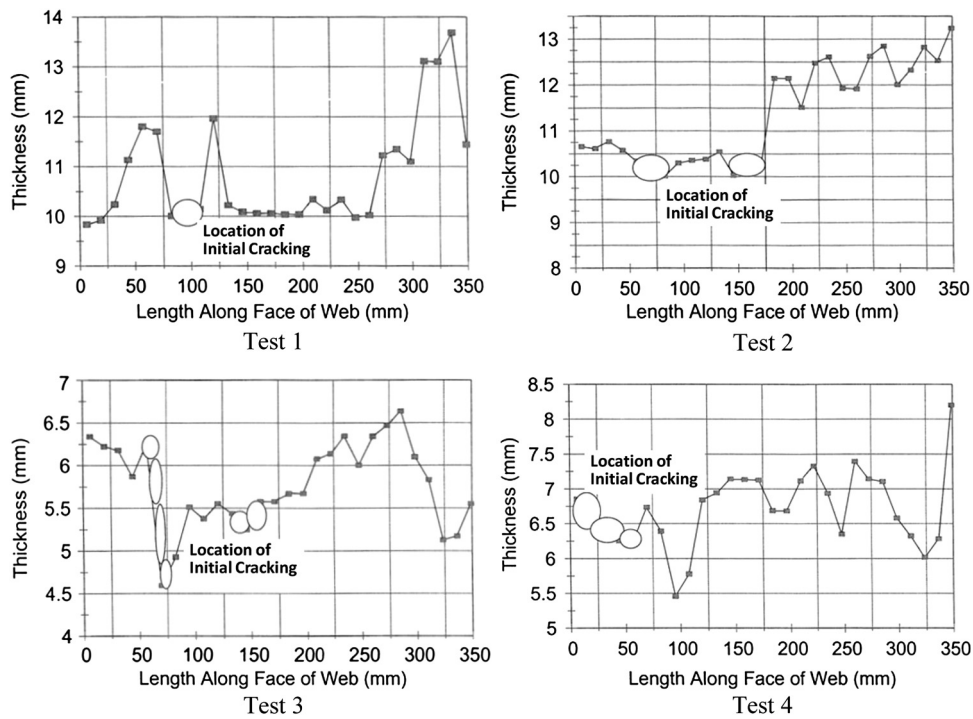 14
13
12
11
10
9
Thickness (mm)
0 50 100 150 200 250 300 350
Length Along Face of Web (mm)
Location of
Initial Cracking
Test 1
13
12
11
10
9
8
Thickness (mm)
0 50 100 150 200 250 300 350
Length Along Face of Web (mm)
Location of
Initial Cracking
Test 2
7
6.5
6
5.5
5
4.5
4
Thickness (mm)
0 50 100 150 200 250 300 350
Length Along Face of Web (mm)
Location of
Initial Cracking
Test 3
8.5
8
7.5
7
6.5
6
5.5
5
Thickness (mm)
0 50 100 150 200 250 300 350
Length Along Face of Web (mm)
Location of
Initial Cracking
Test 4